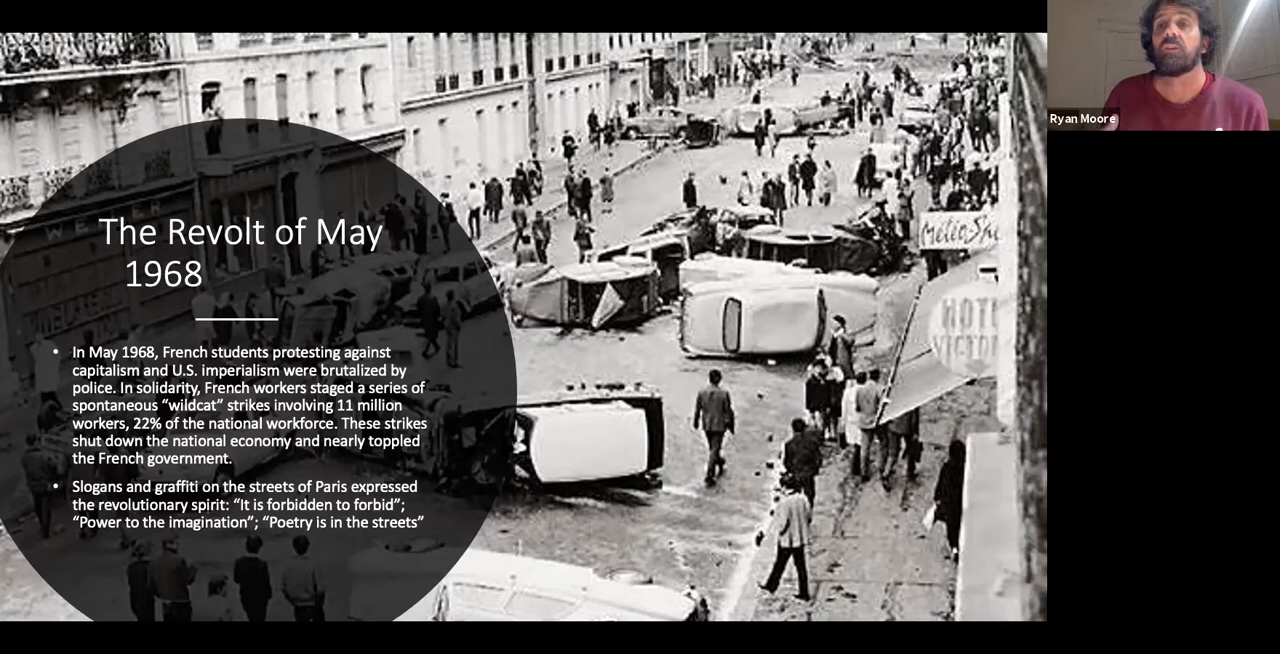 The Revolt of May
1968
• In May 1968, French students protesting against
capitalism and U.S. imperialism were brutalized by
police. In solidarity, French workers staged a series of
spontaneous “wildcat” strikes involving 11 million
workers, 22% of the national workforce. These strikes
shut down the national economy and nearly toppled
the French government.
• Slogans and graffiti on the streets of Paris expressed
the revolutionary spirit: “It is forbidden to forbid”;
“Power to the imagination”; “Poetry is in the streets”
Ryan Moore